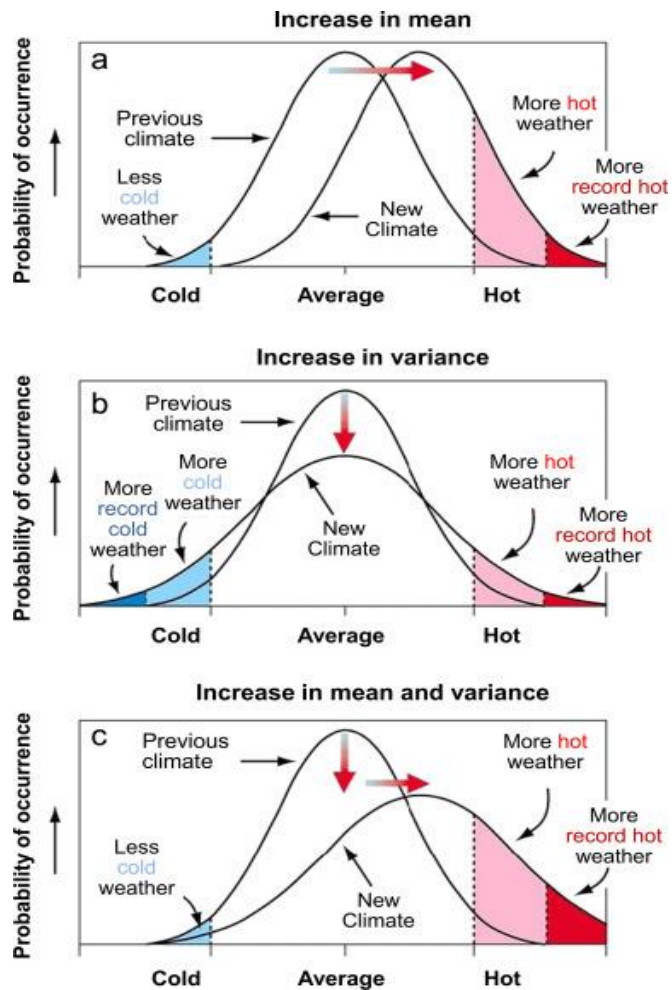 Increase in mean
a
Previous
climate
Less
cold
weather
New
Climate
More hot
weather
More
record hot
weather
Probability of occurrence
Cold Average Hot
Increase in variance
b
Previous
climate
More
cold
weather
More
record
cold
weather
New
Climate
More hot
weather
More
record hot
weather
Probability of occurrence
Cold Average Hot
Increase in mean and variance
c
Previous
climate
Less
cold
weather
New
Climate
More hot
weather
More
record hot
weather
Probability of occurrence
Cold Average Hot